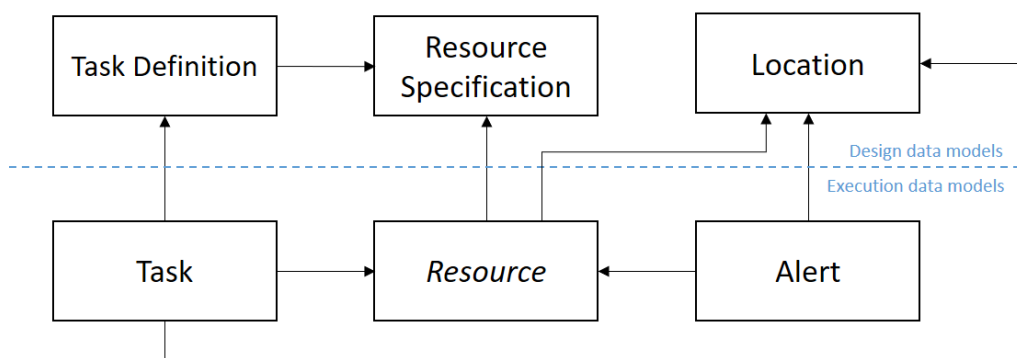 Task Definition
Resource
Specification
Location
Design data models
Execution data models
Task
Resource
Alert